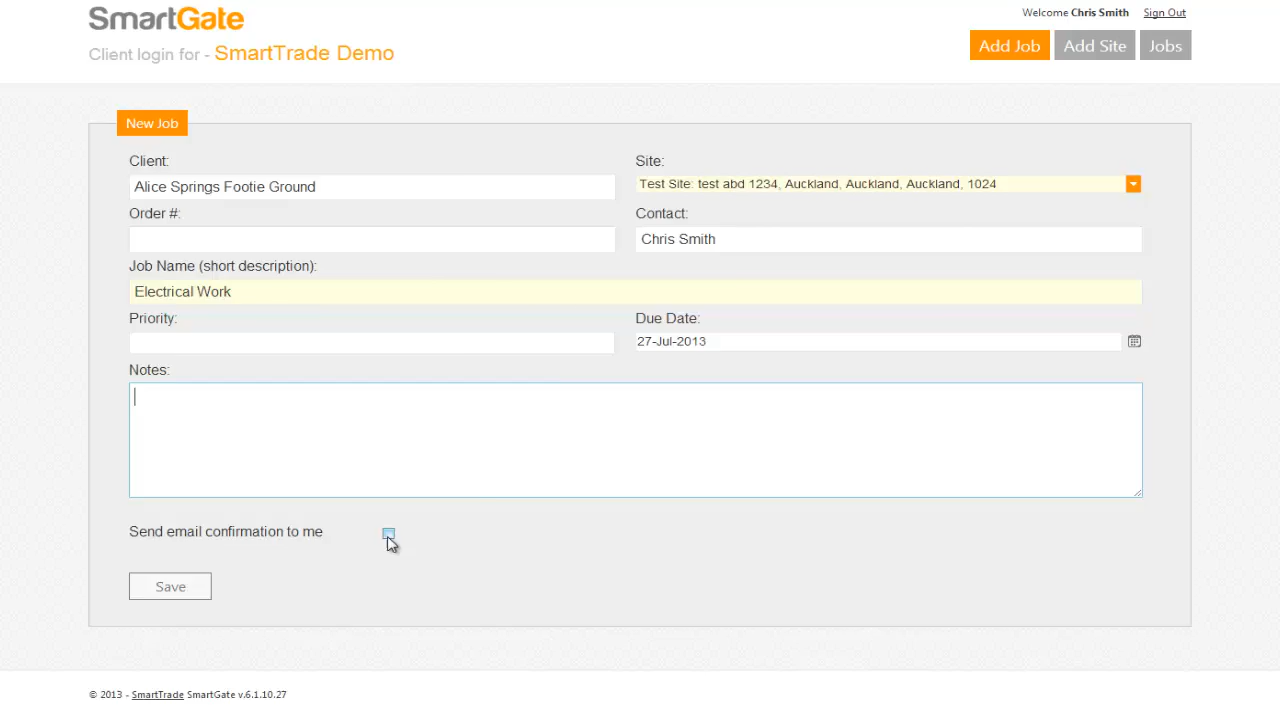 SmartGate
Welcome Chris Smith Sign Out
Client login for - SmartTrade Demo
Add Job Add Site Jobs
New Job
Client: Site:
Alice Springs Footie Ground Test Site: test abd 1234, Auckland, Auckland, Auckland, 1024
Order #: Contact:
Chris Smith
Job Name (short description):
Electrical Work
Priority: Due Date:
27-Jul-2013
Notes:
Send email confirmation to me
Save
© 2013 - SmartTrade SmartGate v.6.1.10.27